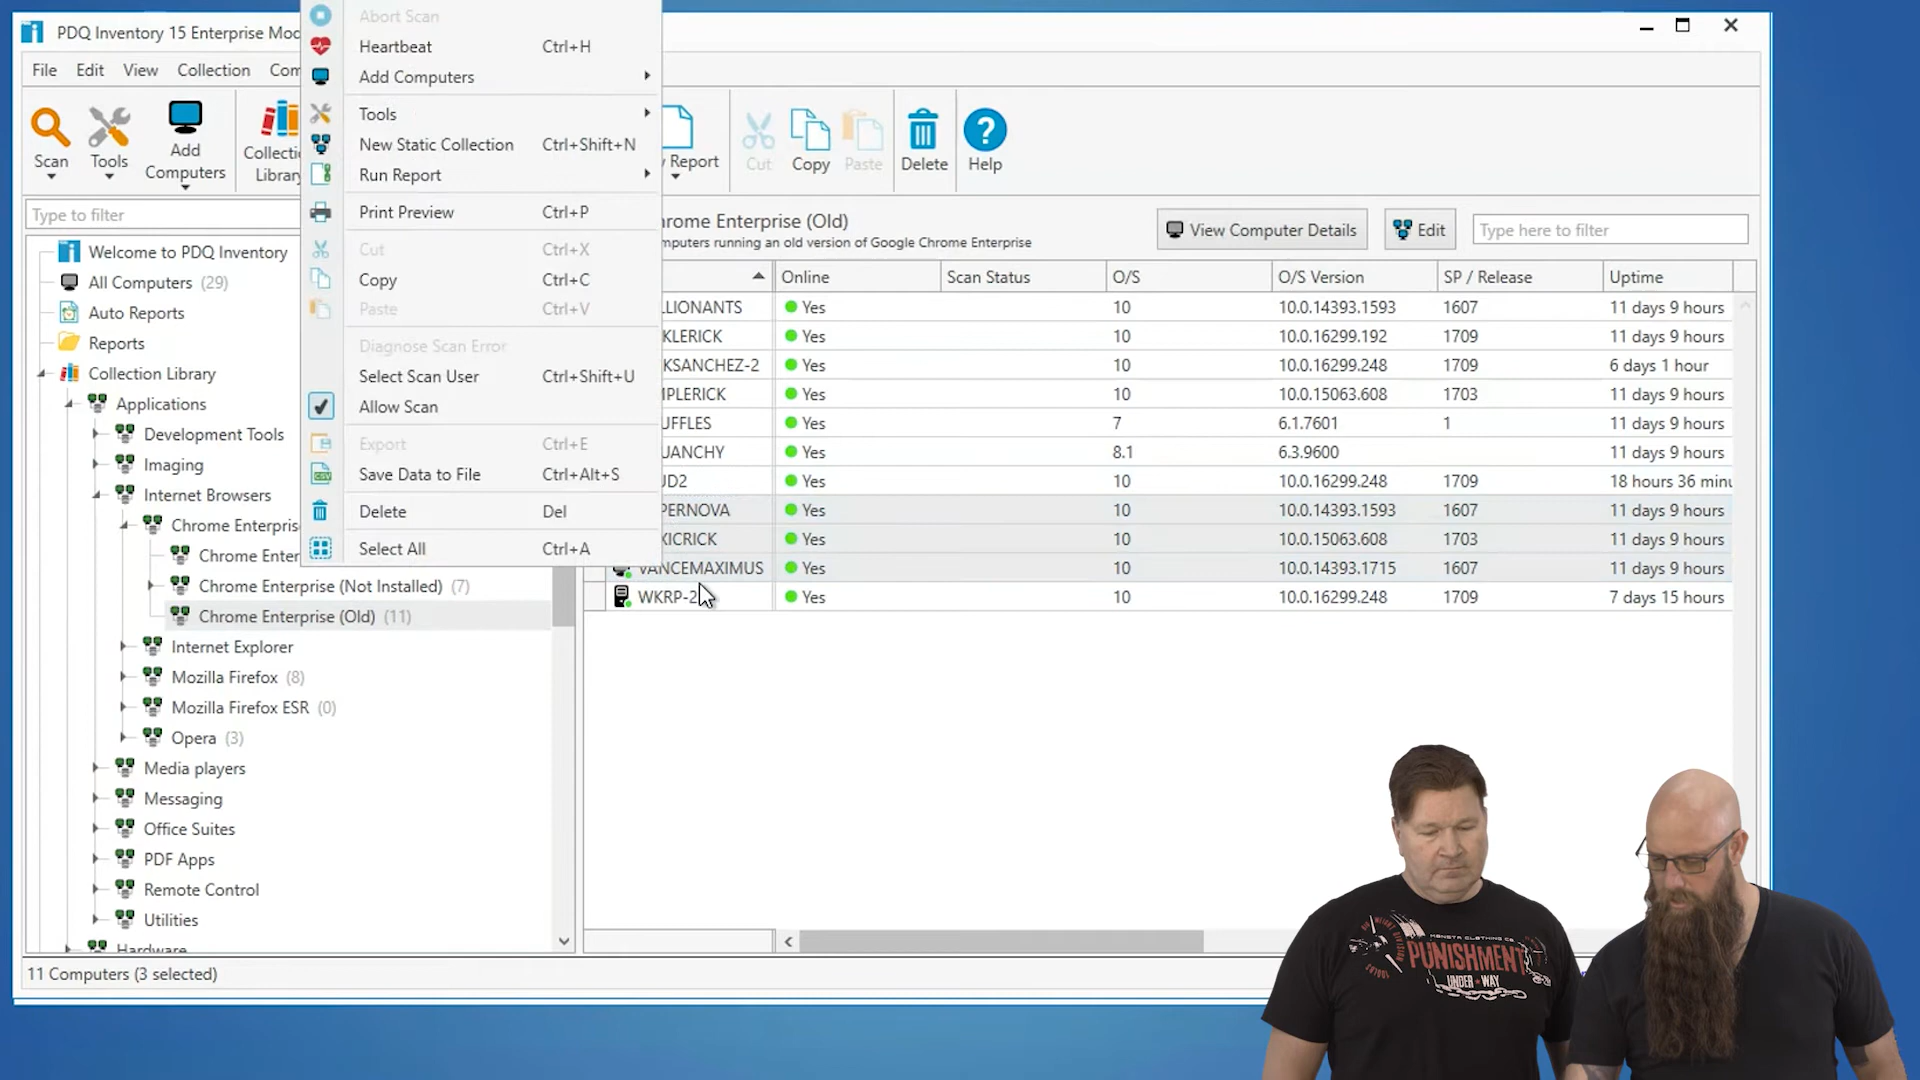 PDQ Inventory 15 Enterprise Mod
File Edit View Collection Com
Scan
Tools
Add
Computers
Collecti
Library
Report
Cut
Copy
Paste
Delete
Help
Abort Scan
Heartbeat Ctrl+H
Add Computers
Tools
New Static Collection Ctrl+Shift+N
Run Report
Print Preview Ctrl+P
Cut Ctrl+X
Copy Ctrl+C
Paste Ctrl+V
Diagnose Scan Error
Select Scan User Ctrl+Shift+U
Allow Scan
Export Ctrl+E
Save Data to File Ctrl+Alt+S
Delete Del
Select All Ctrl+A
Type to filter
Welcome to PDQ Inventory
All Computers (29)
Auto Reports
Reports
Collection Library
Applications
Development Tools
Imaging
Internet Browsers
Chrome Enterpris
Chrome Enter
Chrome Enterprise (Not Installed) (7)
Chrome Enterprise (Old) (11)
Internet Explorer
Mozilla Firefox (8)
Mozilla Firefox ESR (0)
Opera (3)
Media players
Messaging
Office Suites
PDF Apps
Remote Control
Utilities
Hardware
hrome Enterprise (Old)
mputers running an old version of Google Chrome Enterprise
View Computer Details
Edit
Type here to filter
Online Scan Status O/S O/S Version SP / Release Uptime
LLIONANTS Yes 10 10.0.14393.1593 1607 11 days 9 hours
KLERICK Yes 10 10.0.16299.192 1709 11 days 9 hours
KSANCHEZ-2 Yes 10 10.0.16299.248 1709 6 days 1 hour
MPLERICK Yes 10 10.0.15063.608 1703 11 days 9 hours
UFFLES Yes 7 6.1.7601 1 11 days 9 hours
UANCHY Yes 8.1 6.3.9600 11 days 9 hours
UD2 Yes 10 10.0.16299.248 1709 18 hours 36 minu
PERNOVA Yes 10 10.0.14393.1593 1607 11 days 9 hours
XICRICK Yes 10 10.0.15063.608 1703 11 days 9 hours
VANCEMAXIMUS Yes 10 10.0.14393.1715 1607 11 days 9 hours
WKRP-2 Yes 10 10.0.16299.248 1709 7 days 15 hours
11 Computers (3 selected)
MONSTA CLOTHING CO
PUNISHMENT
UNDER WAY